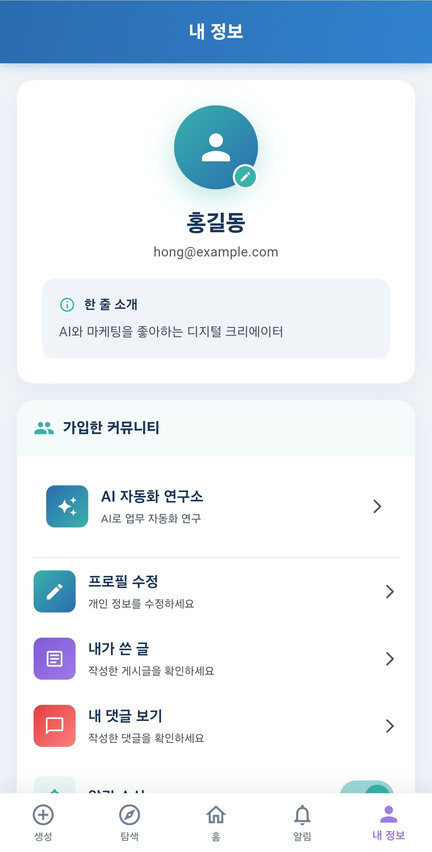 내 정보
홍길동
hong@example.com
한 줄 소개
AI와 마케팅을 좋아하는 디지털 크리에이터
가입한 커뮤니티
AI 자동화 연구소
AI로 업무 자동화 연구
프로필 수정
개인 정보를 수정하세요
내가 쓴 글
작성한 게시글을 확인하세요
내 댓글 보기
작성한 댓글을 확인하세요
생성
탐색
홈
알림
내 정보